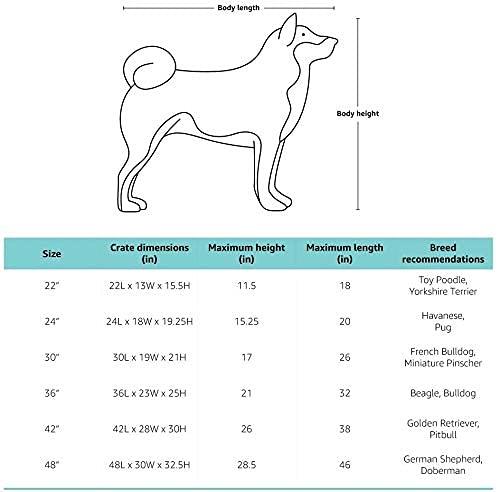 Body length
Body height
Size
Crate dimensions
(in)
Maximum height
(in)
Maximum length
(in)
Breed
recommendations
22" 22L x 13W x 15.5H 11.5 18 Toy Poodle,
Yorkshire Terrier
24" 24L x 18W x 19.25H 15.25 20 Havanese,
Pug
30" 30L x 19W x 21H 17 26 French Bulldog,
Miniature Pinscher
36" 36L x 23W x 25H 21 32 Beagle, Bulldog
42" 42L x 28W x 30H 26 38 Golden Retriever,
Pitbull
48" 48L x 30W x 32.5H 28.5 46 German Shepherd,
Doberman